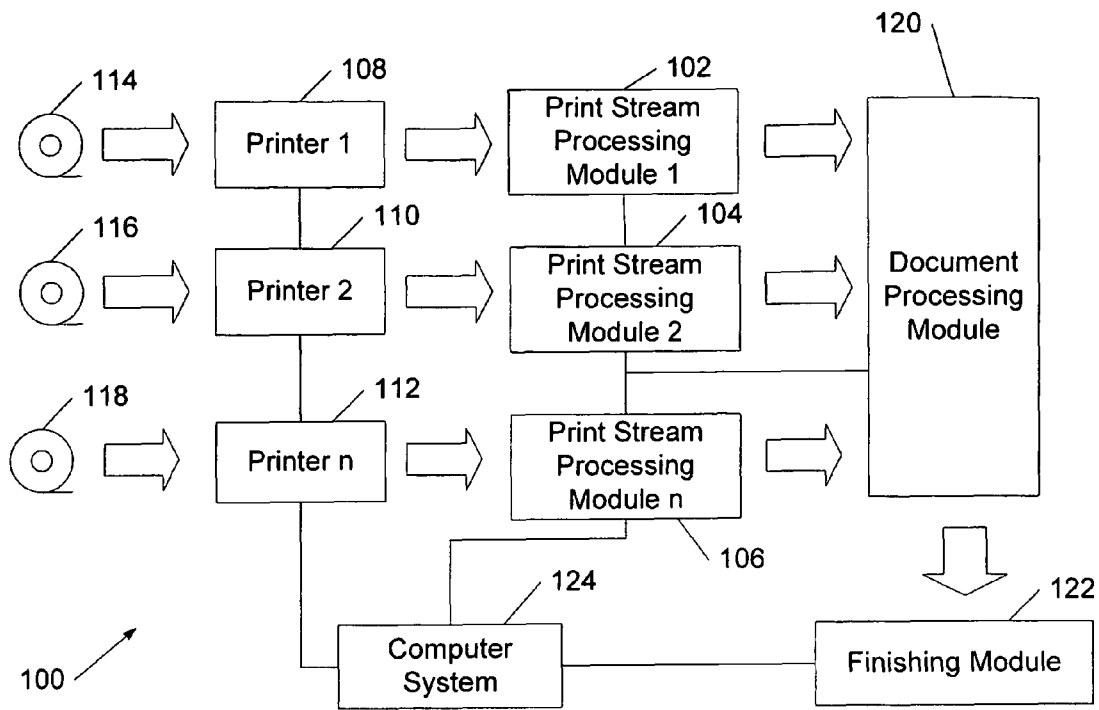 120
114
108
102
Printer 1
Print Stream
Processing
Module 1
116
110
104
Printer 2
Print Stream
Processing
Module 2
Document
Processing
Module
118
112
Printer n
Print Stream
Processing
Module n
106
124
122
100
Computer
System
Finishing Module